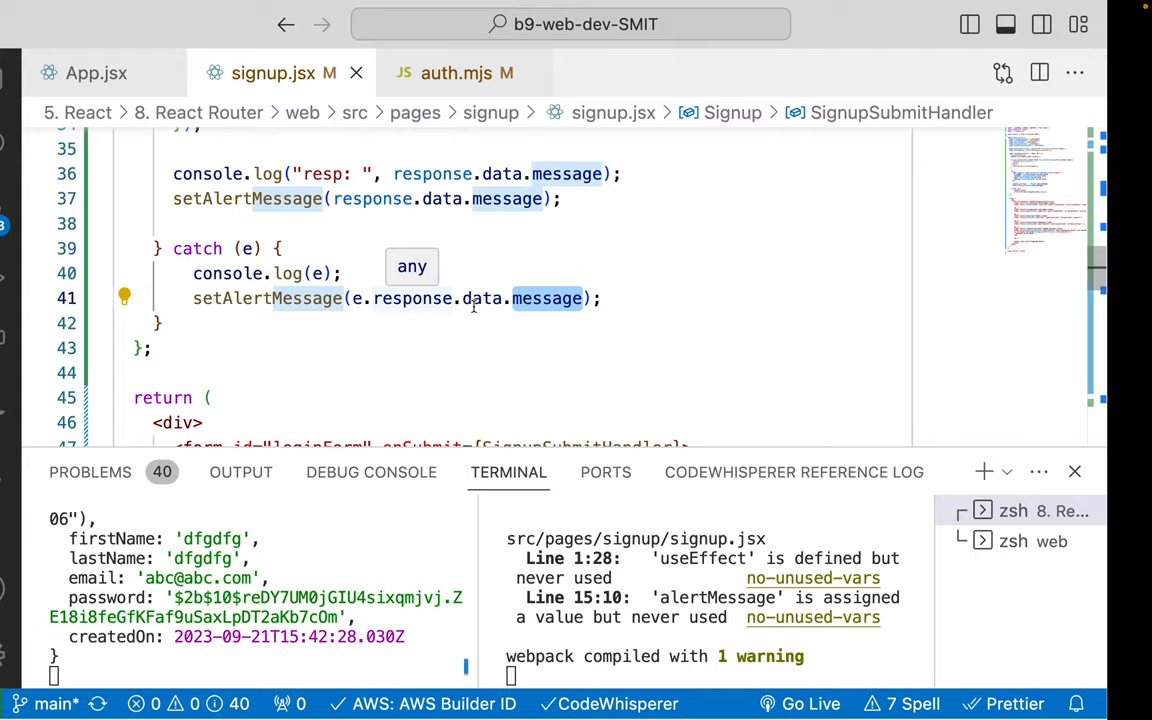 b9-web-dev-SMIT
App.jsx signup.jsx M JS auth.mjs M
5. React > 8. React Router > web > src > pages > signup > signup.jsx > Signup > SignupSubmitHandler
35
36 console.log("resp: ", response.data.message);
37 setAlertMessage(response.data.message);
38
39 } catch (e) {
any
40 console.log(e);
41 setAlertMessage(e.response.data.message);
42 }
43 };
44
45 return (
46 <div>
47 <form id="loginForm" onSubmit={SignupSubmitHandler}>
PROBLEMS 40 OUTPUT DEBUG CONSOLE TERMINAL PORTS CODEWHISPERER REFERENCE LOG
06"),
firstName: 'dfgdfg',
lastName: 'dfgdfg',
email: 'abc@abc.com',
password: '$2b$10$reDY7UM0jGIU4sixqmjvj.Z
E18i8feGfKFaf9uSaxLpDT2aKb7cOm',
createdOn: 2023-09-21T15:42:28.030Z
}
src/pages/signup/signup.jsx
Line 1:28: 'useEffect' is defined but
never used no-unused-vars
Line 15:10: 'alertMessage' is assigned
a value but never used no-unused-vars
webpack compiled with 1 warning
zsh 8. Re...
zsh web
main* 0 0 40 0 AWS: AWS Builder ID CodeWhisperer Go Live 7 Spell Prettier